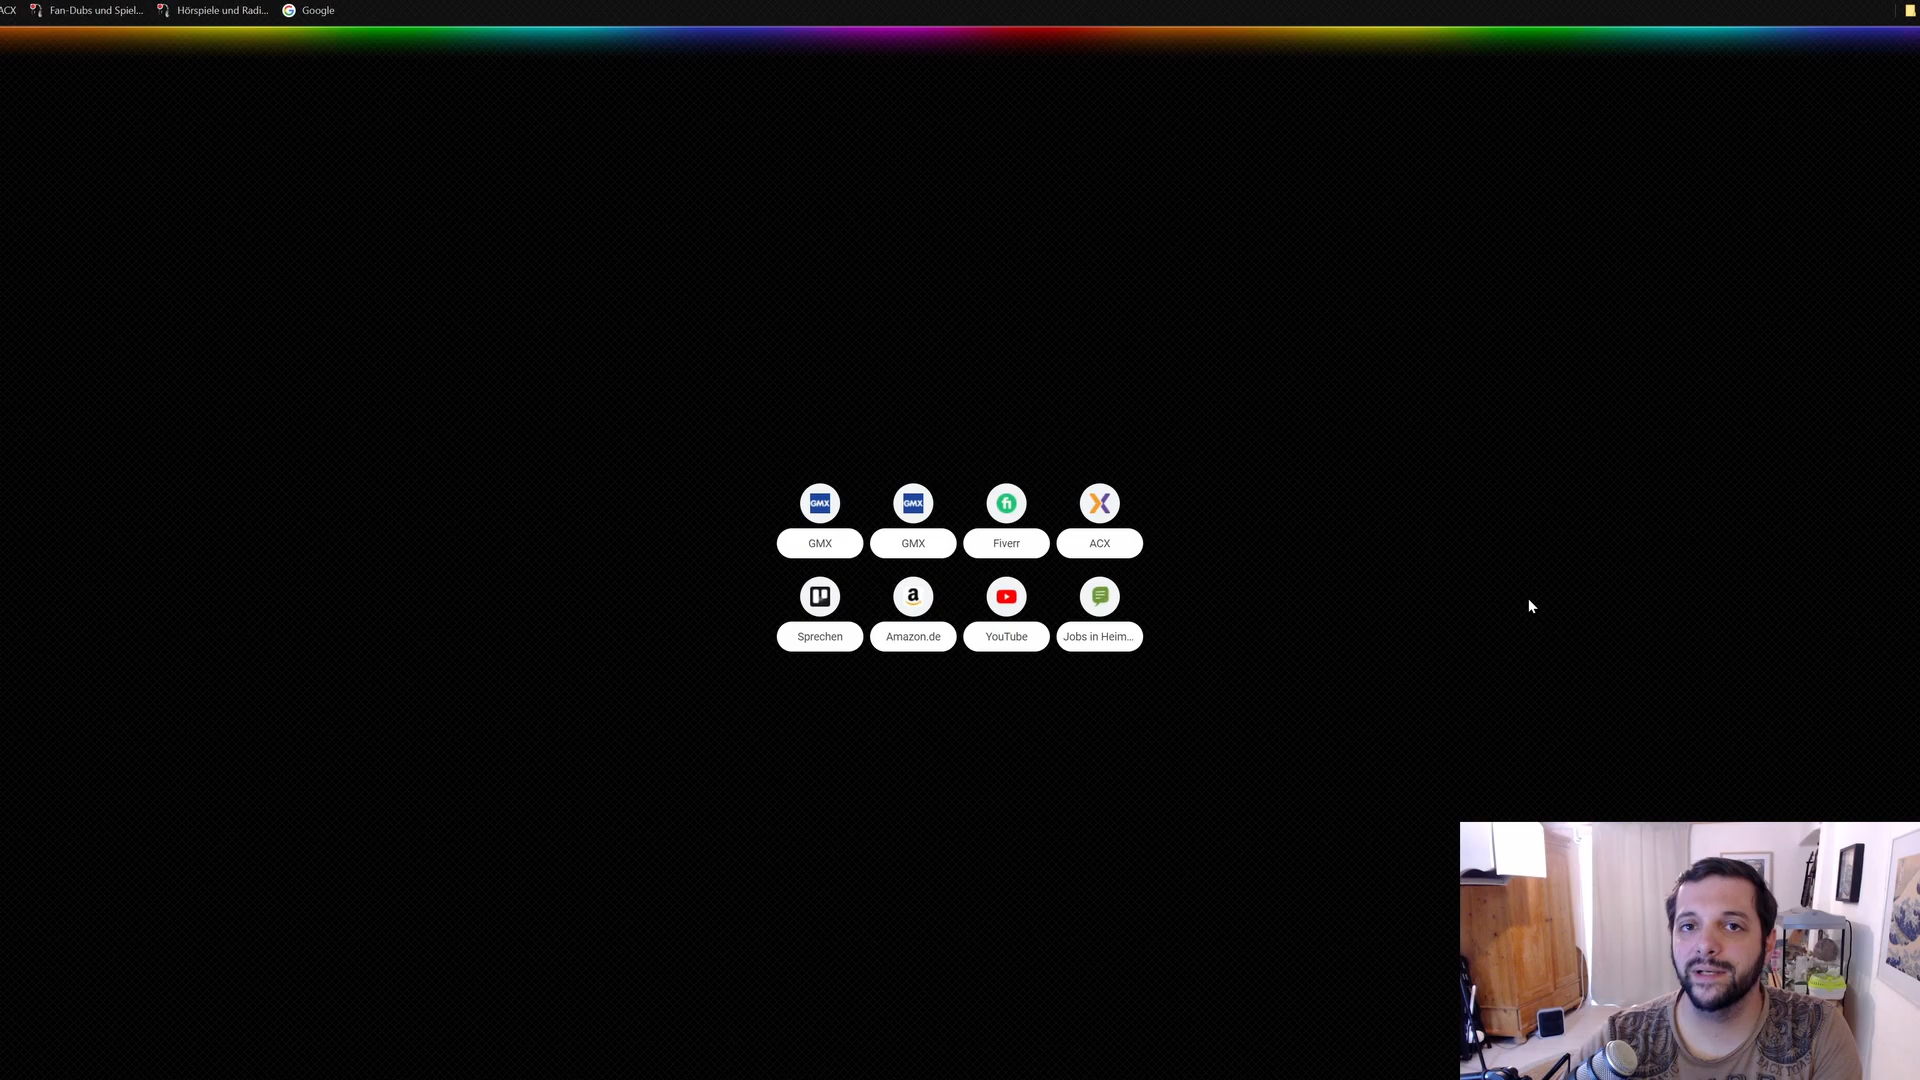 ACX Fan-Dubs und Spiel... Hörspiele und Radi... Google
GMX GMX
GMX GMX Fiverr ACX
Sprechen Amazon.de YouTube Jobs in Heim...